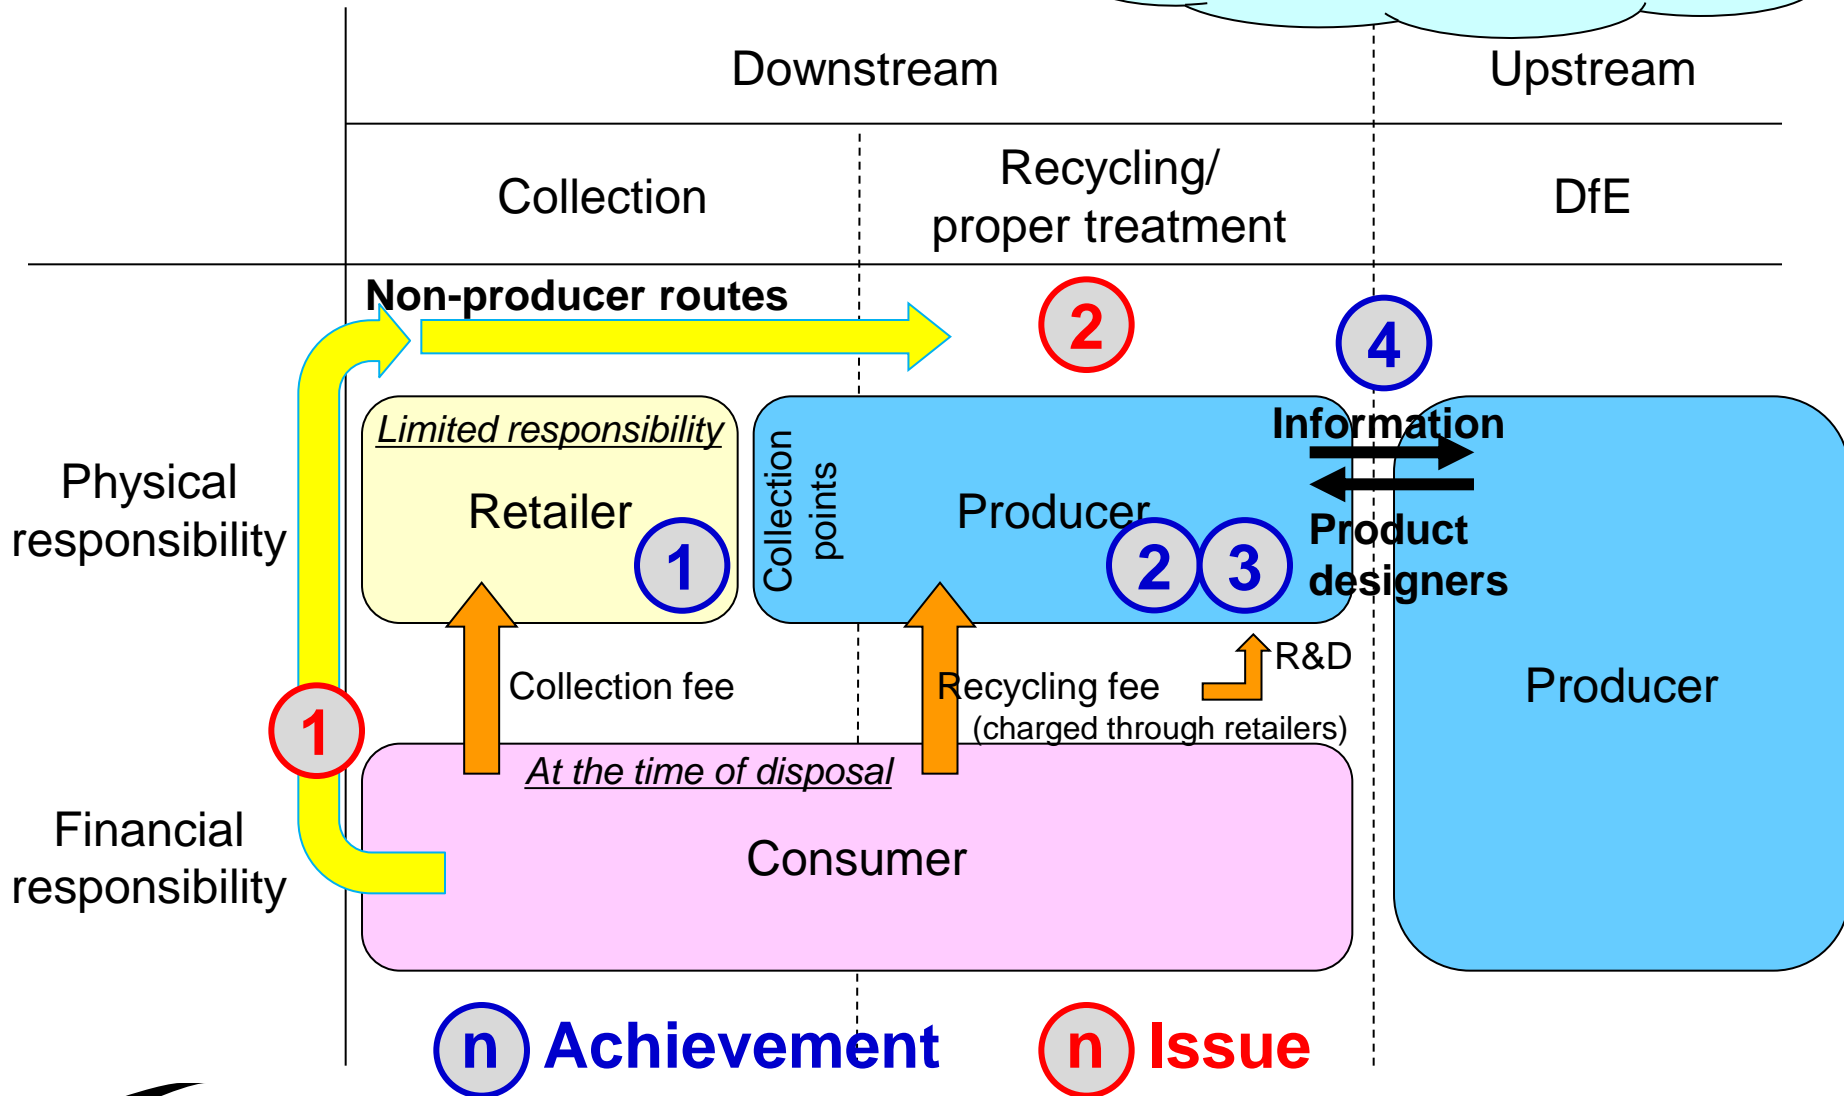 Downstream
Upstream
Collection
Recycling/
proper treatment
DfE
Non-producer routes
2
4
Physical
responsibility
Limited responsibility
Retailer
1
Collection
points
Producer
2
3
Information
Product
designers
Collection fee
Recycling fee
(charged through retailers)
R&D
Producer
1
Financial
responsibility
At the time of disposal
Consumer
n Achievement
n Issue